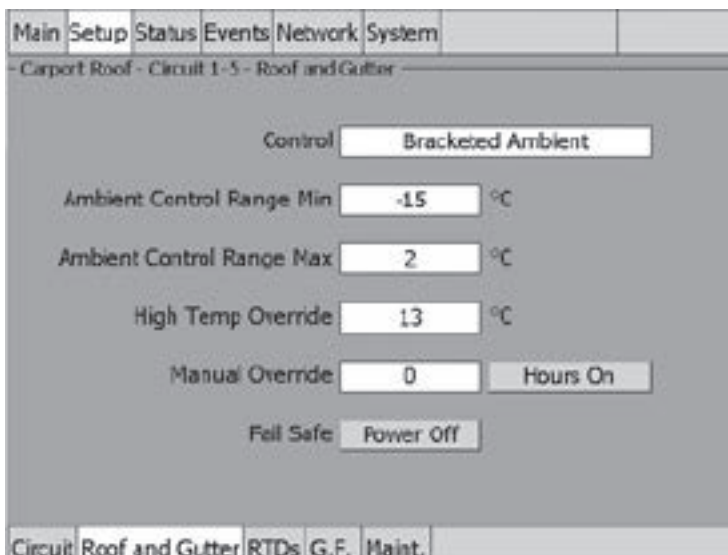 Main Setup Status Events Network System
Carport Roof - Circuit 1-5 - Roof and Gutter
Control Bracketed Ambient
Ambient Control Range Min -15 °C
Ambient Control Range Max 2 °C
High Temp Override 13 °C
Manual Override 0 Hours On
Fail Safe Power Off
Circuit Roof and Gutter RTDs G.F. Maint.